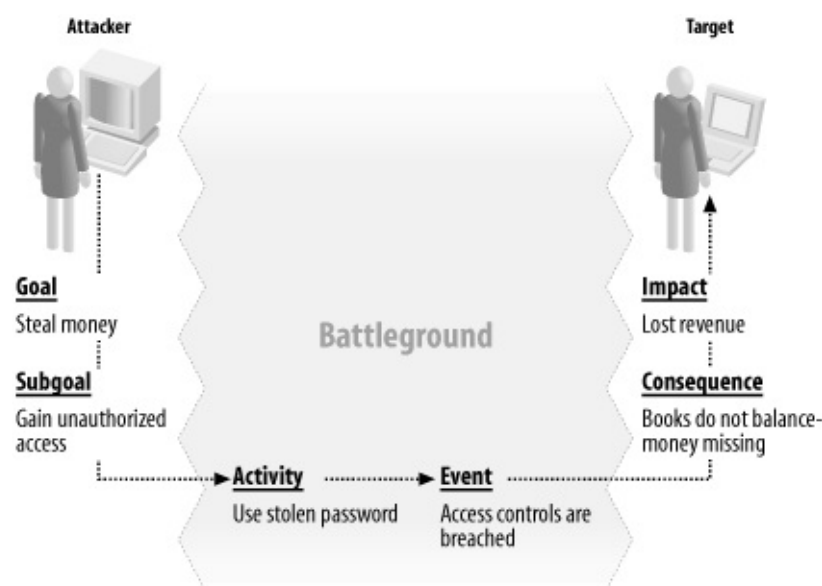 Attacker
Target
Goal
Steal money
Subgoal
Gain unauthorized
access
Battleground
Activity
Use stolen password
Event
Access controls are
breached
Impact
Lost revenue
Consequence
Books do not balance-
money missing